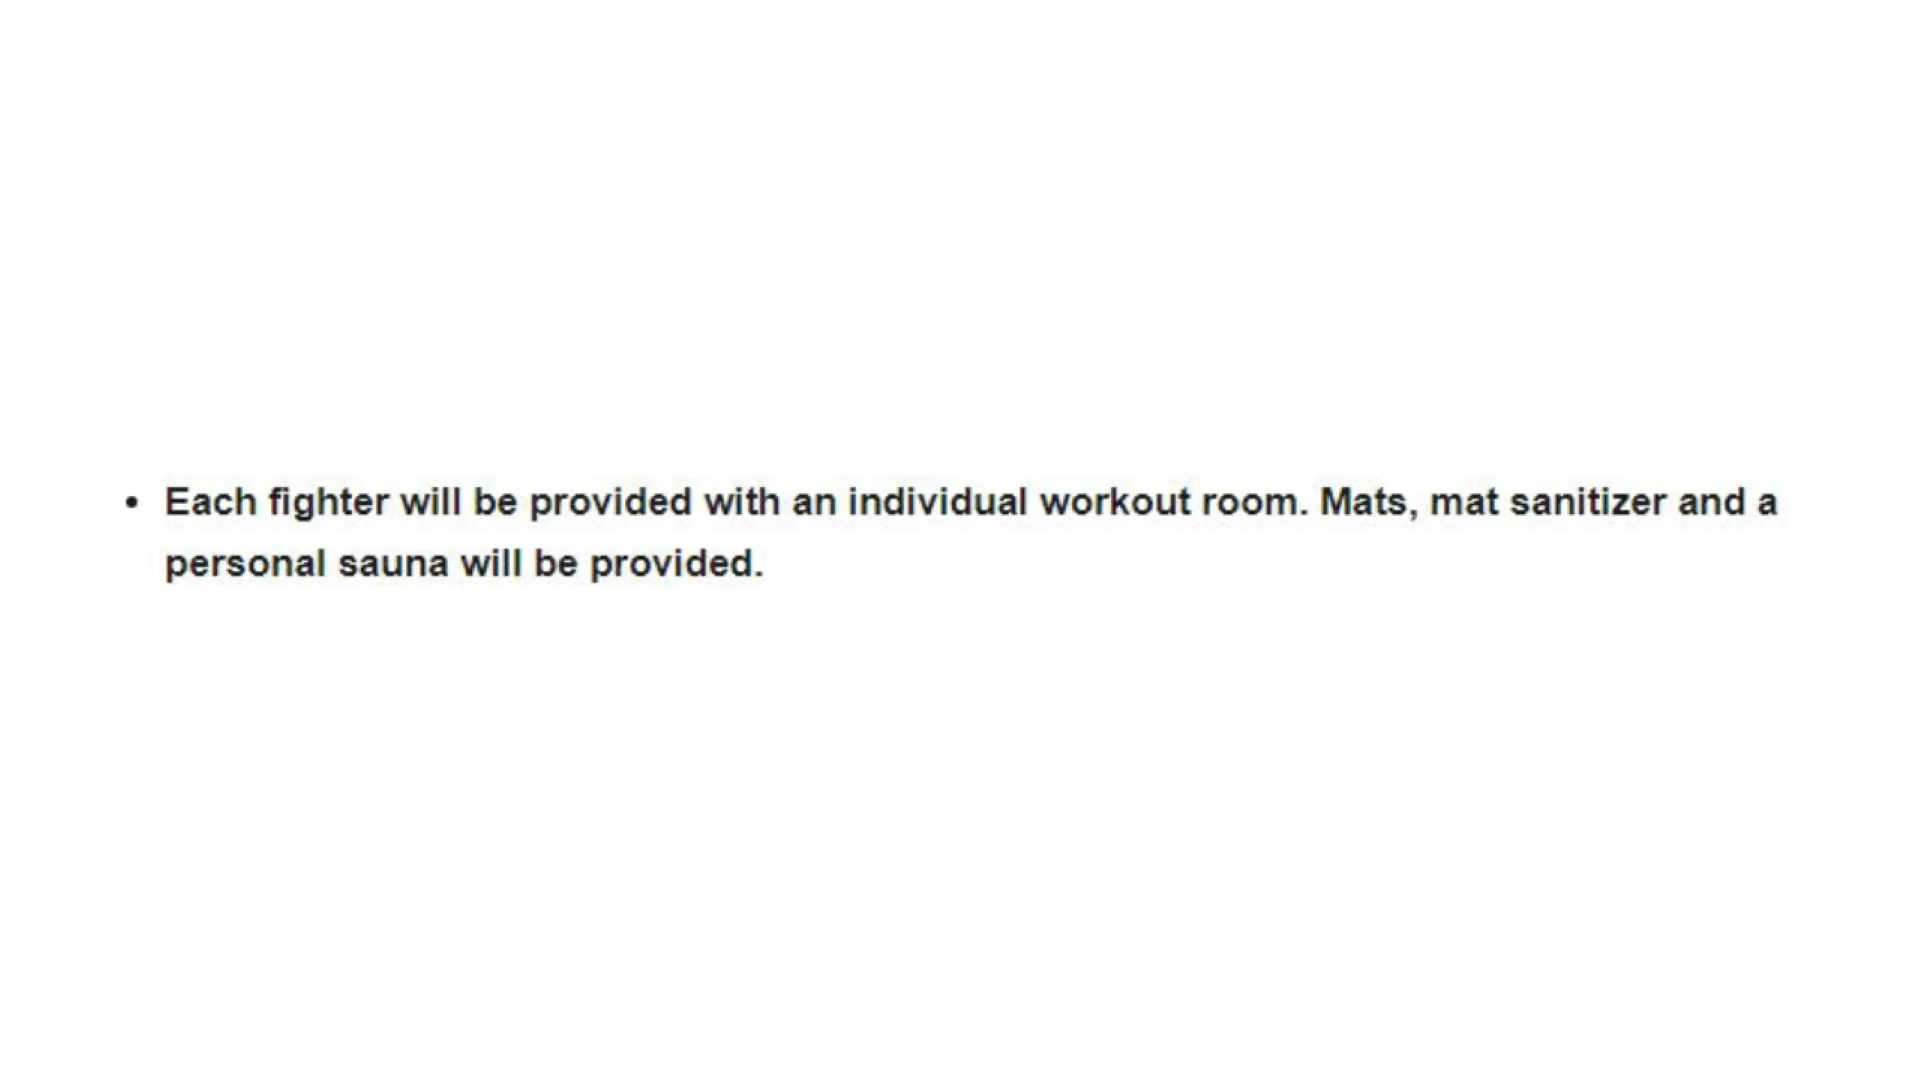 • Each fighter will be provided with an individual workout room. Mats, mat sanitizer and a
personal sauna will be provided.